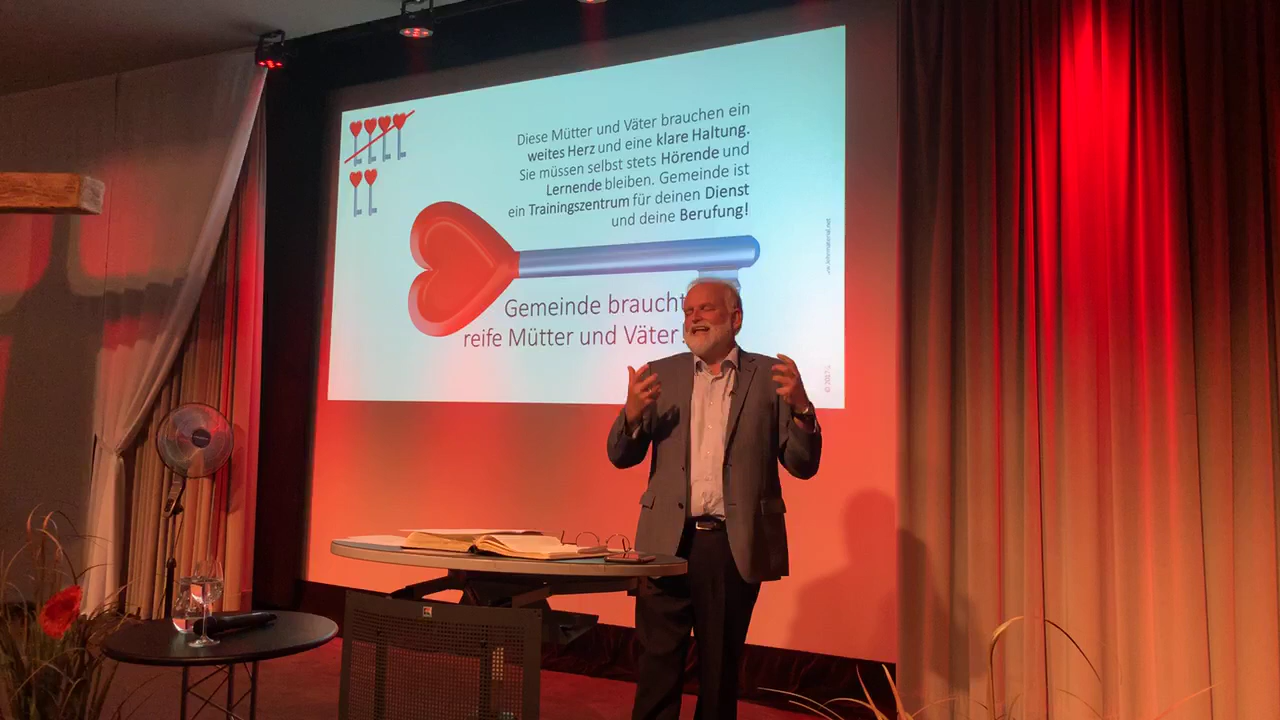 Diese Mütter und Väter brauchen ein
weites Herz und eine klare Haltung.
Sie müssen selbst stets Hörende und
Lernende bleiben. Gemeinde ist
ein Trainingszentrum für deinen Dienst
und deine Berufung!
Gemeinde braucht
reife Mütter und Väter